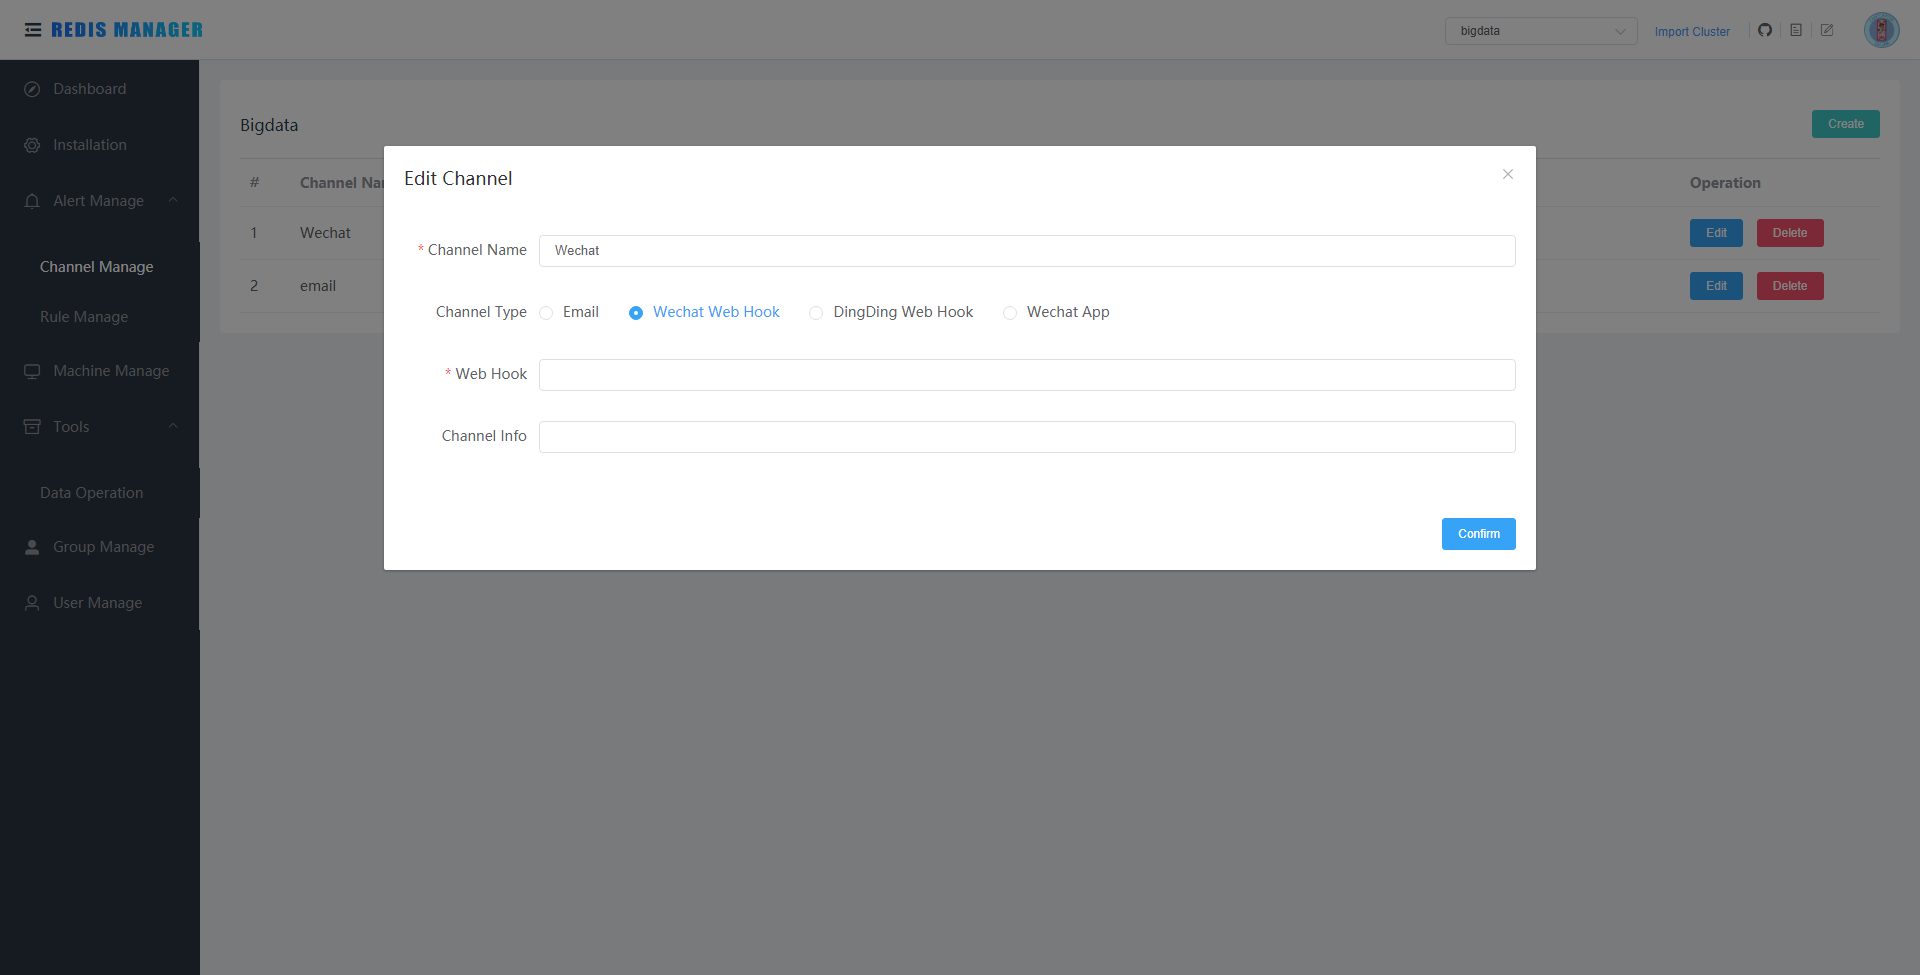 REDIS MANAGER
bigdata
Import Cluster
Dashboard
Installation
Alert Manage
Channel Manage
Rule Manage
Machine Manage
Tools
Data Operation
Group Manage
User Manage
Bigdata
Create
# Channel Operation
1 Wechat Edit Delete
2 email Edit Delete
Edit Channel
* Channel Name Wechat
Channel Type Email Wechat Web Hook DingDing Web Hook Wechat App
* Web Hook
Channel Info
Confirm